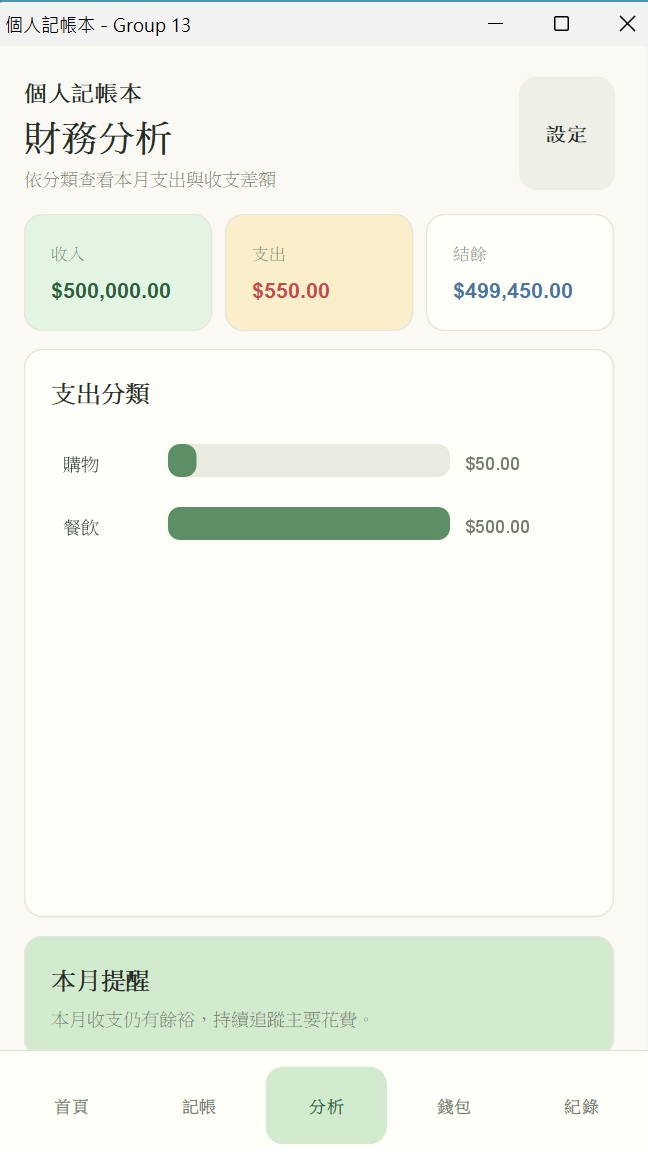 個人記帳本 - Group 13
個人記帳本
財務分析
依分類查看本月支出與收支差額
設定
收入
$500,000.00
支出
$550.00
結餘
$499,450.00
支出分類
購物
$50.00
餐飲
$500.00
本月提醒
本月收支仍有餘裕，持續追蹤主要花費。
首頁
記帳
分析
錢包
紀錄